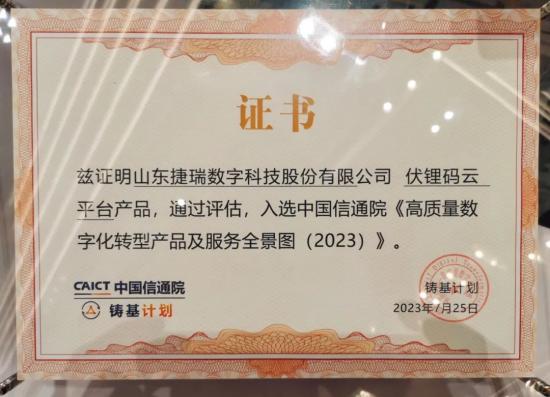 证书
兹证明山东捷瑞数字科技股份有限公司 伏锂码云
平台产品，通过评估，入选中国信通院《高质量数
字化转型产品及服务全景图（2023）》。
CAICT 中国信通院
铸基计划
铸基计划
2023年7月25日